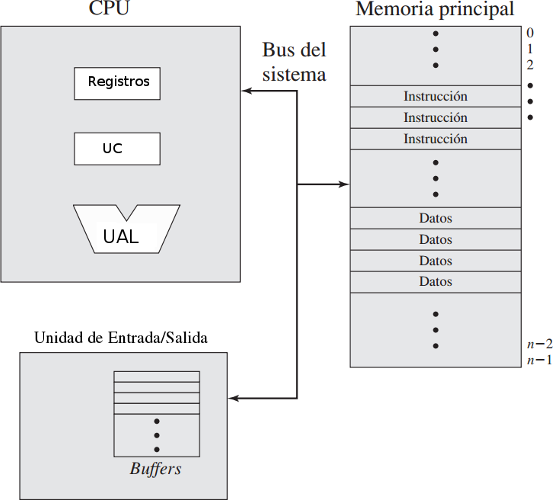 CPU
Registros
UC
UAL
Bus del
sistema
Memoria principal
0
1
2
Instrucción
Instrucción
Instrucción
Datos
Datos
Datos
Datos
n−2
n−1
Unidad de Entrada/Salida
Buffers